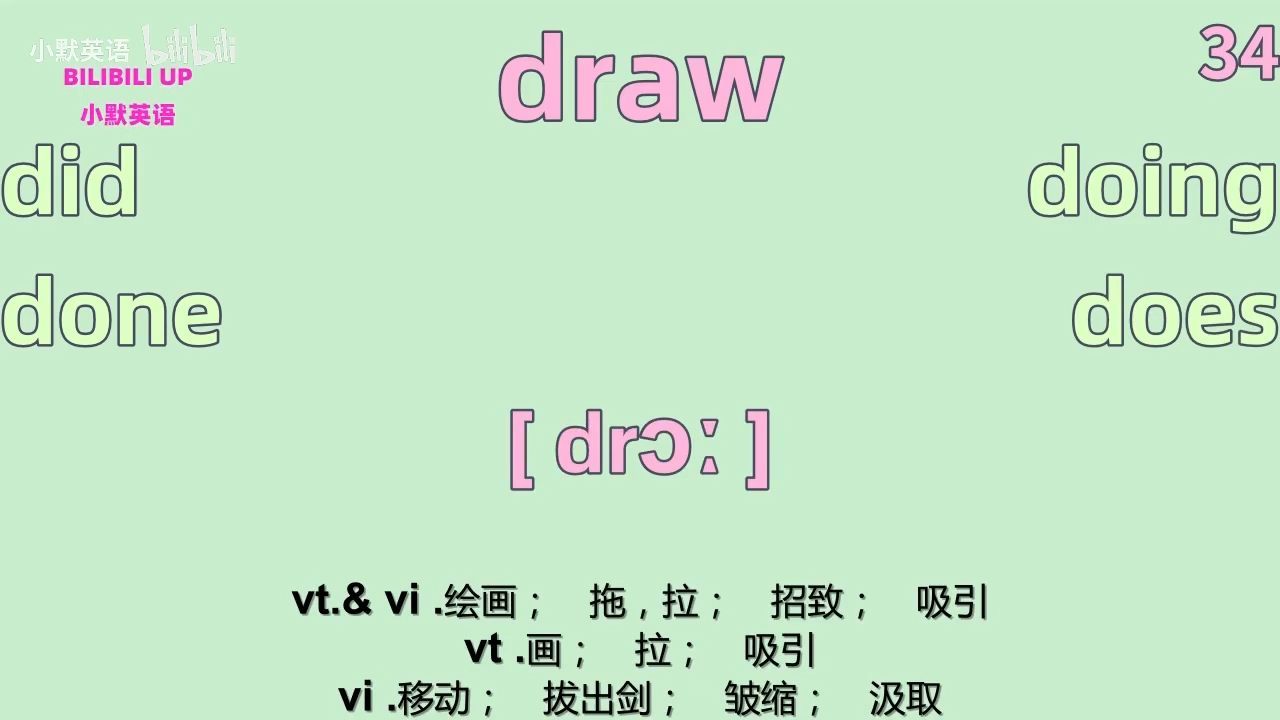 小默英语 bilibili
draw
34
BILIBILI UP
小默英语
did
doing
done
does
[ drɔː ]
vt.& vi .绘画； 拖，拉； 招致； 吸引
vt .画； 拉； 吸引
vi .移动； 拔出剑； 皱缩； 汲取